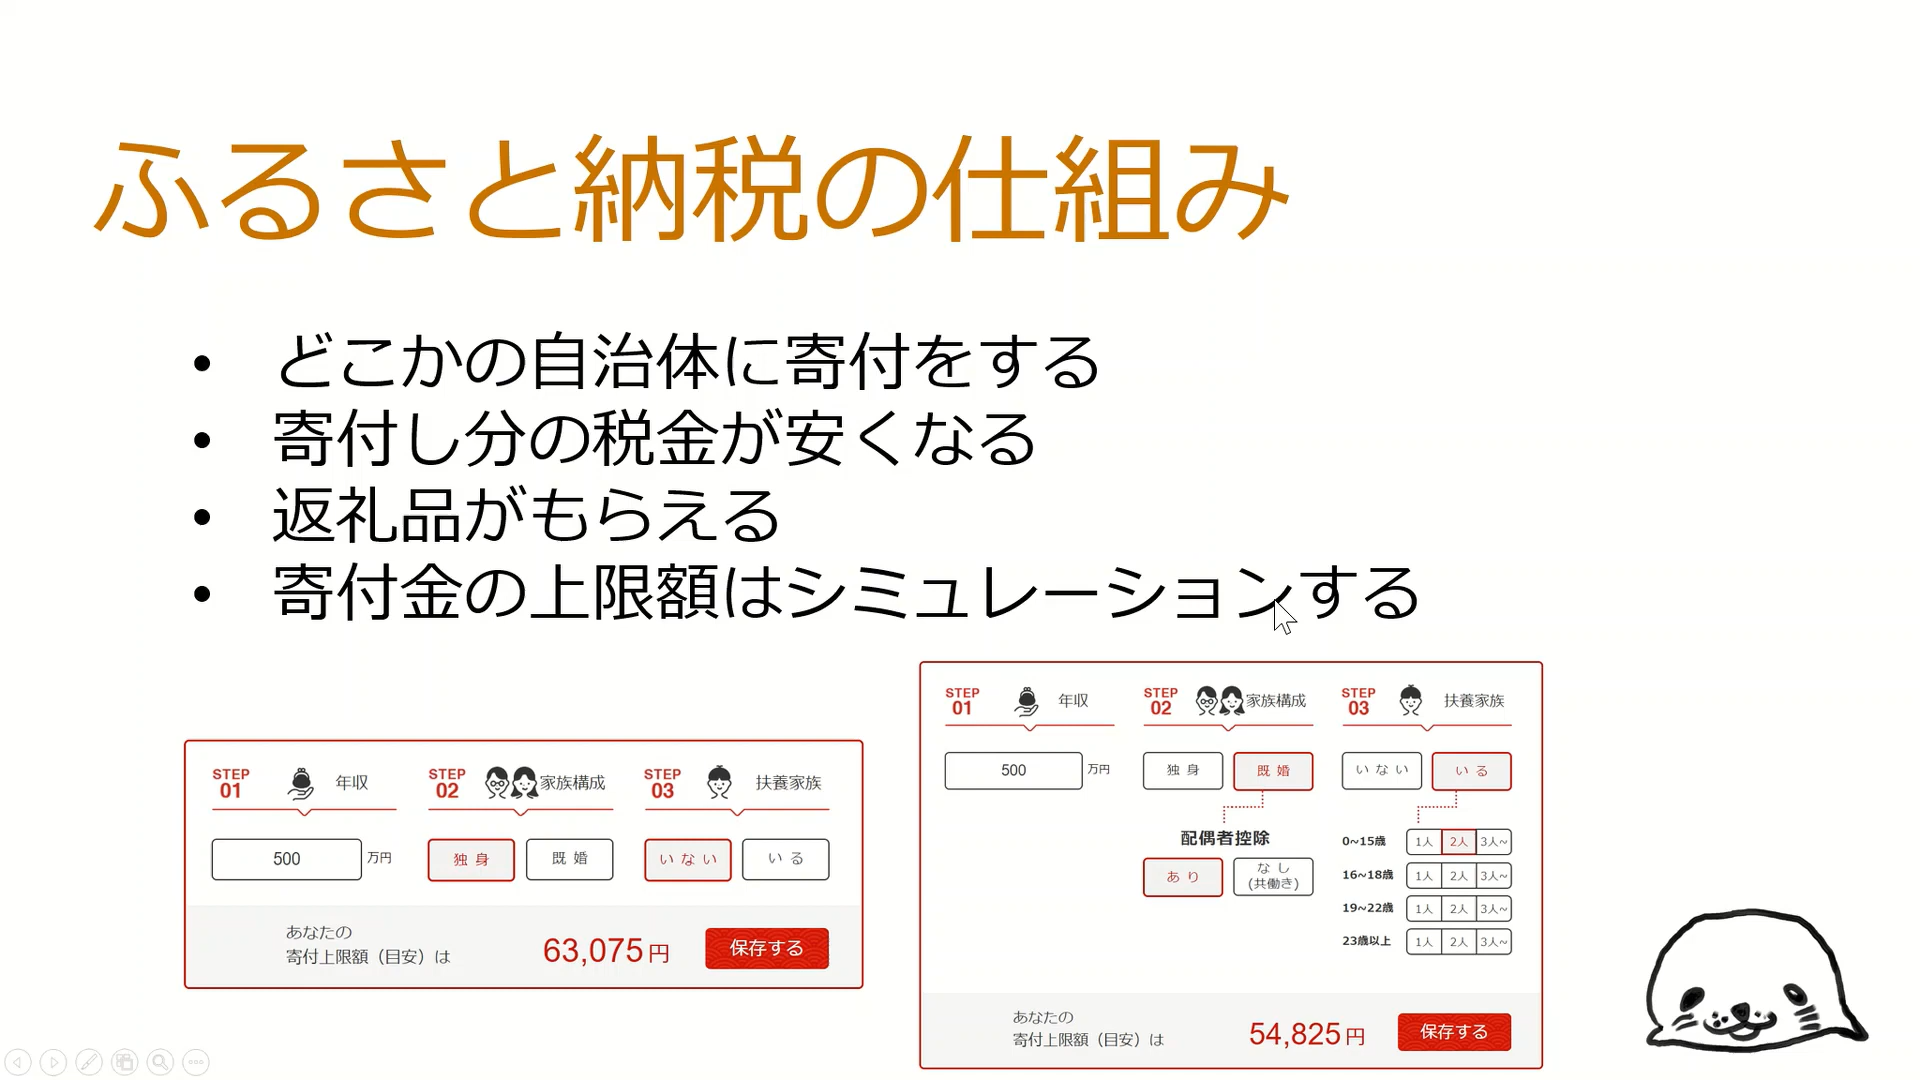 ふるさと納税の仕組み
• どこかの自治体に寄付をする
• 寄付し分の税金が安くなる
• 返礼品がもらえる
• 寄付金の上限額はシミュレーションする
STEP 01 年収
STEP 02 家族構成
STEP 03 扶養家族
500 万円
独身 既婚
いない いる
あなたの
寄付上限額（目安）は
63,075円
保存する
STEP 01 年収
STEP 02 家族構成
STEP 03 扶養家族
500 万円
独身 既婚
いない いる
配偶者控除
あり なし
(共働き)
0~15歳 1人 2人 3人~
16~18歳 1人 2人 3人~
19~22歳 1人 2人 3人~
23歳以上 1人 2人 3人~
あなたの
寄付上限額（目安）は
54,825円
保存する